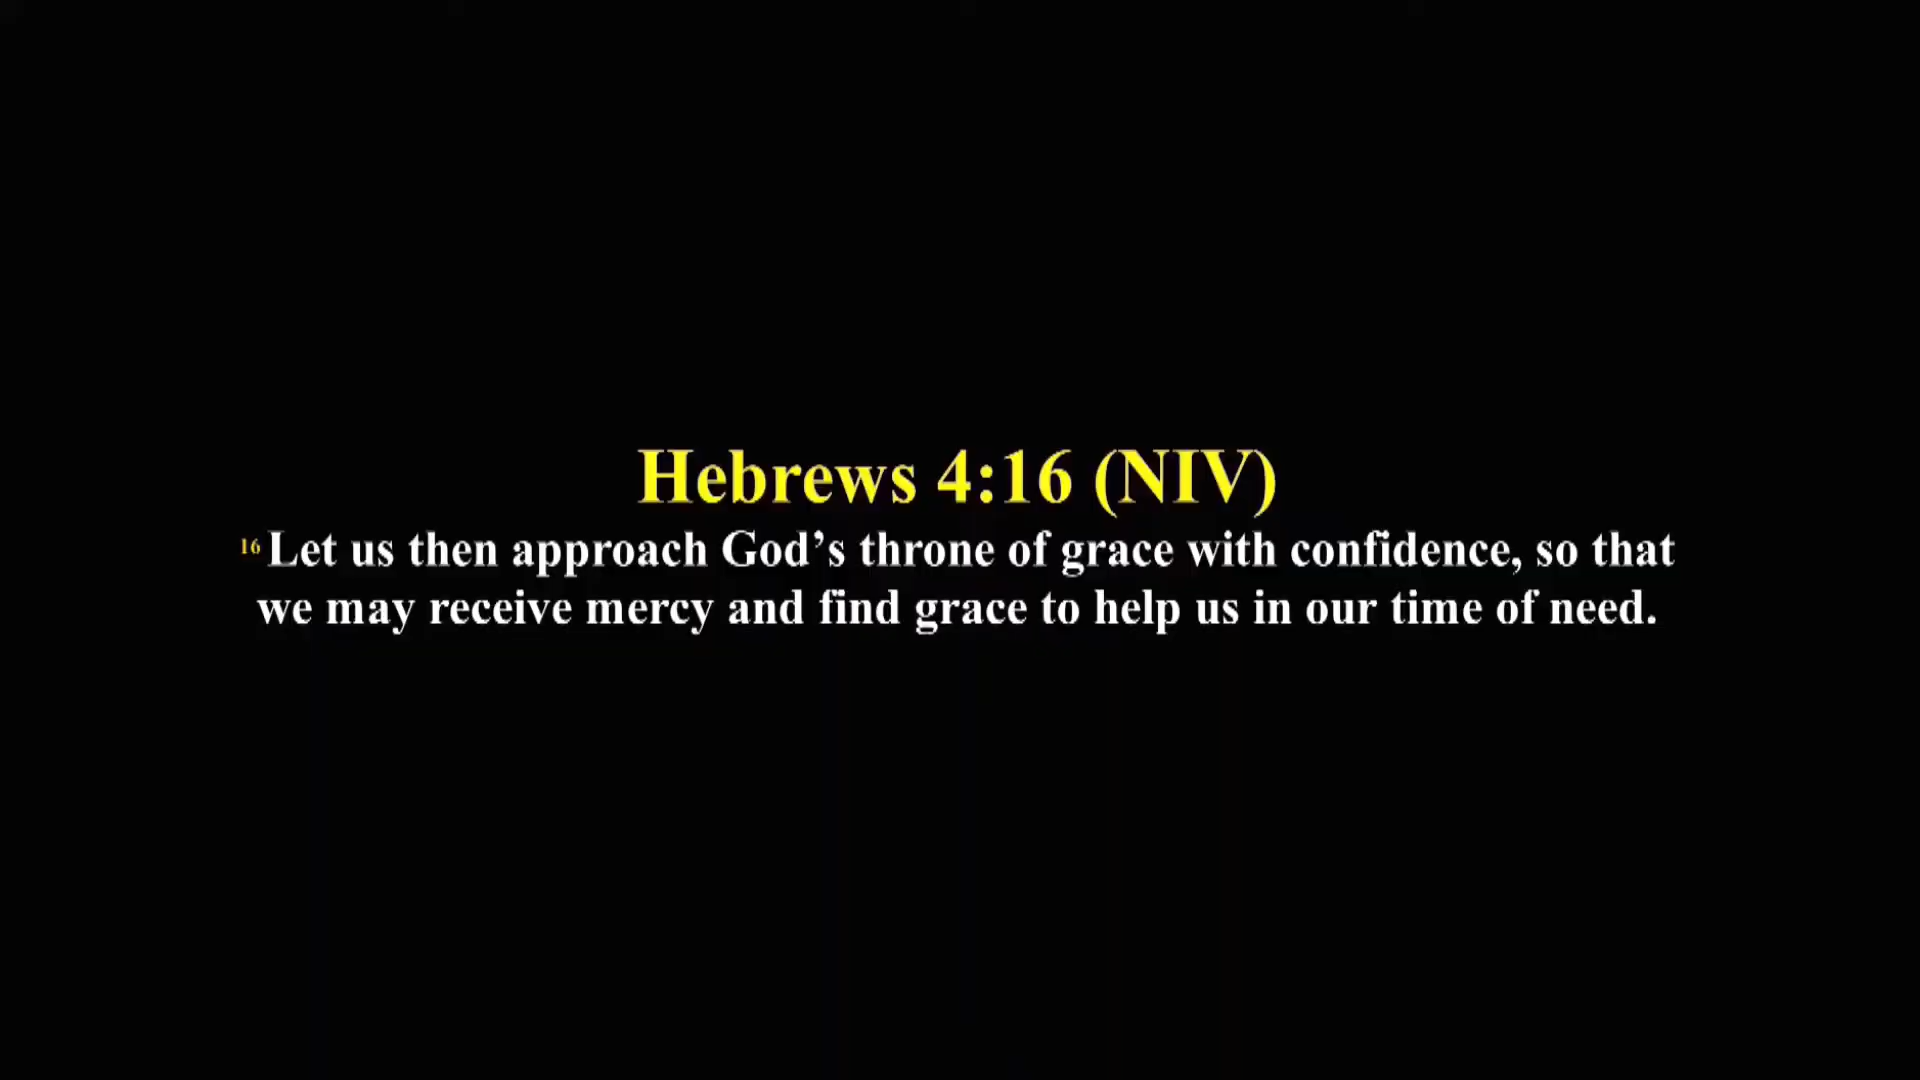 Hebrews 4:16 (NIV)
16 Let us then approach God’s throne of grace with confidence, so that
we may receive mercy and find grace to help us in our time of need.